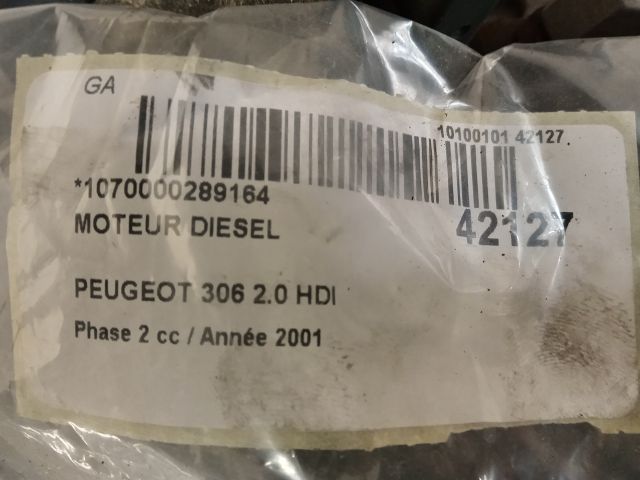 GA
10100101 42127
*1070000289164
42127
MOTEUR DIESEL
PEUGEOT 306 2.0 HDI
Phase 2 cc / Année 2001